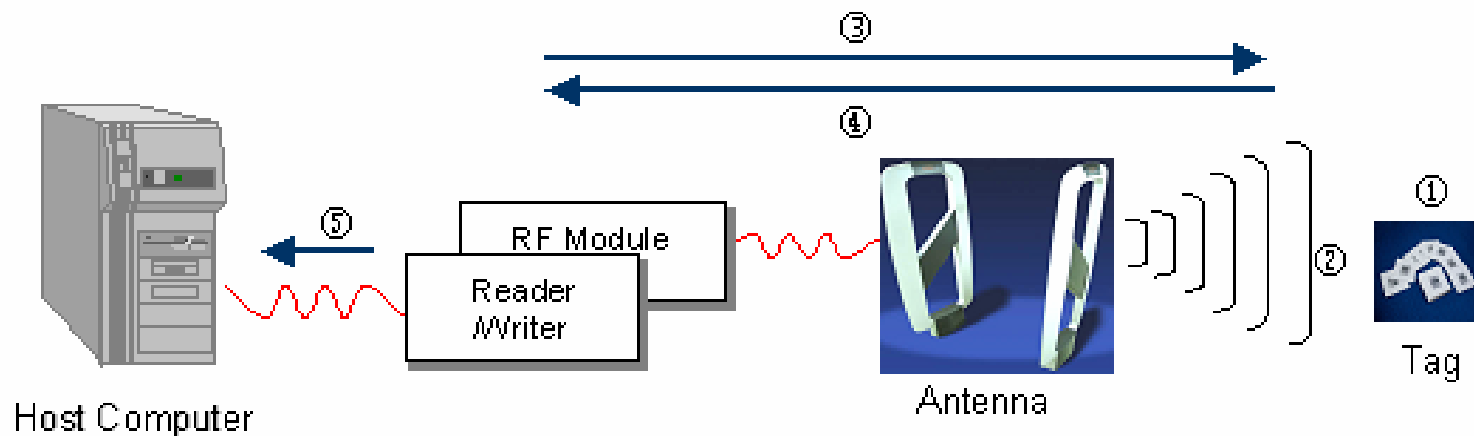 ③
④
①
⑤
RF Module
②
Reader
/Writer
Tag
Antenna
Host Computer